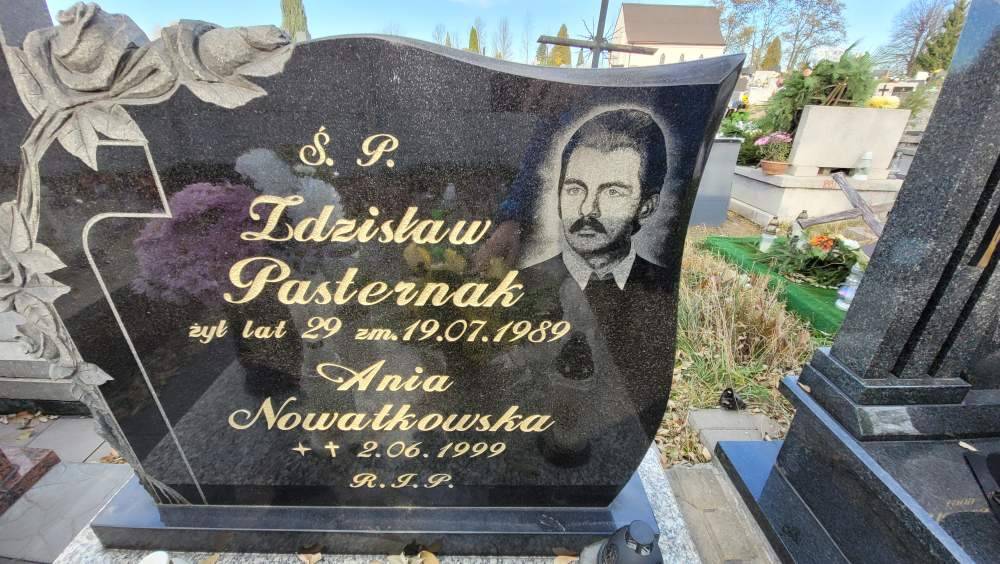 Ś. P.
Zdzisław
Pasternak
żył lat 29 zm. 19.07.1989
Ania
Nowatkowska
+ † 2.06.1999
R.I.P.